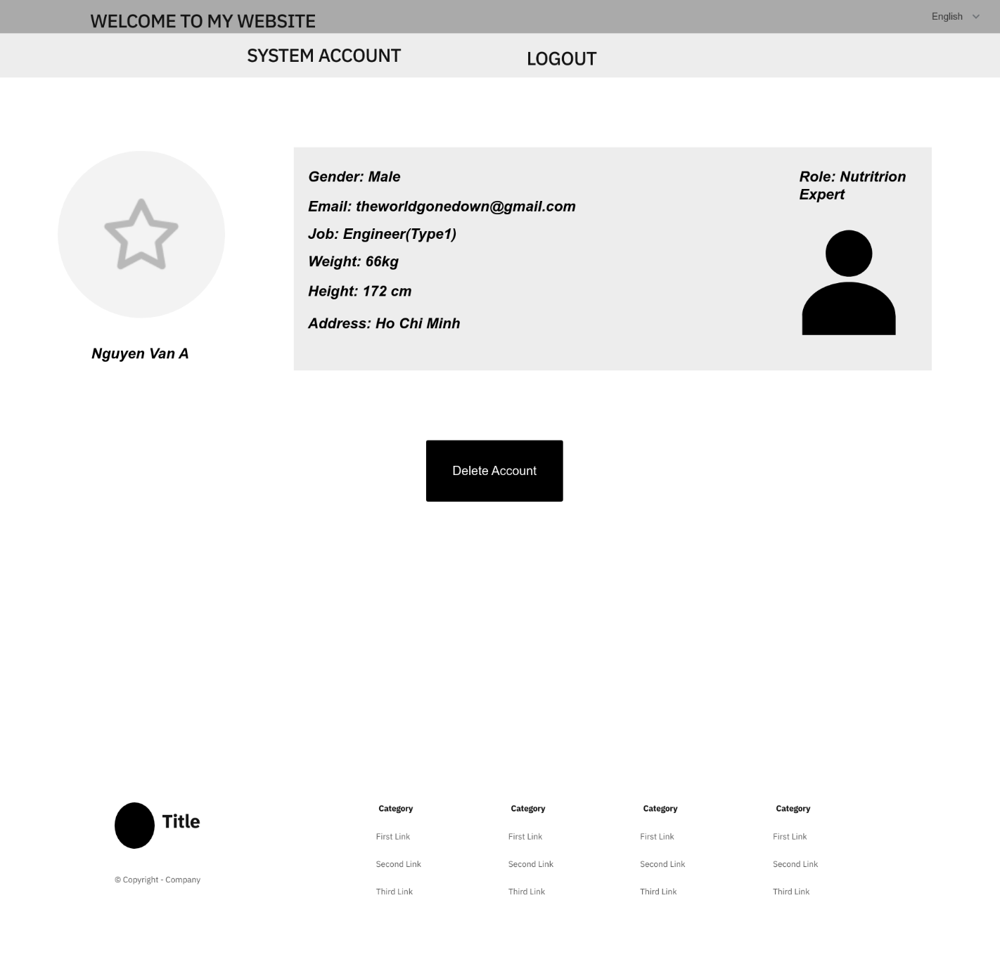 WELCOME TO MY WEBSITE
English
SYSTEM ACCOUNT
LOGOUT
Gender: Male
Email: theworldgonedown@gmail.com
Job: Engineer(Type1)
Weight: 66kg
Height: 172 cm
Address: Ho Chi Minh
Role: Nutritrion
Expert
Nguyen Van A
Delete Account
Title
© Copyright - Company
Category
First Link
Second Link
Third Link
Category
First Link
Second Link
Third Link
Category
First Link
Second Link
Third Link
Category
First Link
Second Link
Third Link